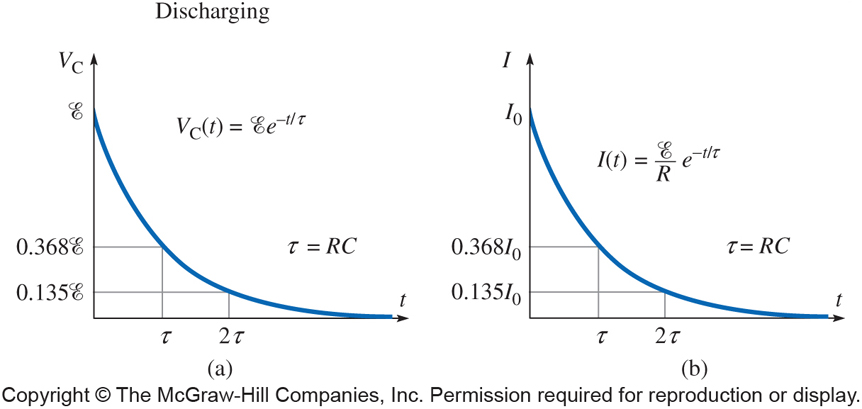 Discharging
V_C
ℰ
V_C(t) = ℰe^{−t/τ}
0.368ℰ
τ = RC
0.135ℰ
t
τ
2τ
(a)
I
I_0
I(t) = ℰ/R e^{−t/τ}
0.368I_0
τ = RC
0.135I_0
t
τ
2τ
(b)
Copyright © The McGraw-Hill Companies, Inc. Permission required for reproduction or display.